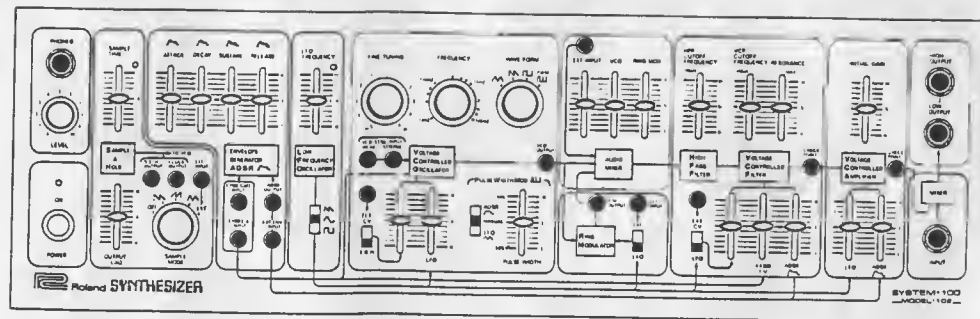 PHONES
LEVEL
ON
POWER
SAMPLE TIME
SAMPLE & HOLD
OUTPUT LAG
SAMPLE MODE
EXT
ATTACK DECAY SUSTAIN RELEASE
ENVELOPE GENERATOR ADSR
LFO FREQUENCY
LOW FREQUENCY OSCILLATOR
FINE TUNING
FREQUENCY
WAVE FORM
VOLTAGE CONTROLLED OSCILLATOR
LFO
PULSE WIDTH
EXT INPUT VCO RING MOD
AUDIO MIXER
RING MODULATOR
LFO
HPF CUTOFF FREQUENCY
VCF CUTOFF FREQUENCY RESONANCE
HIGH PASS FILTER
VOLTAGE CONTROLLED FILTER
EXT CV
LFO
ADSR
INITIAL GAIN
VOLTAGE CONTROLLED AMPLIFIER
LFO
ADSR
HIGH OUTPUT
LOW OUTPUT
MIXER
INPUT
Roland SYNTHESIZER
SYSTEM-100
MODEL-102